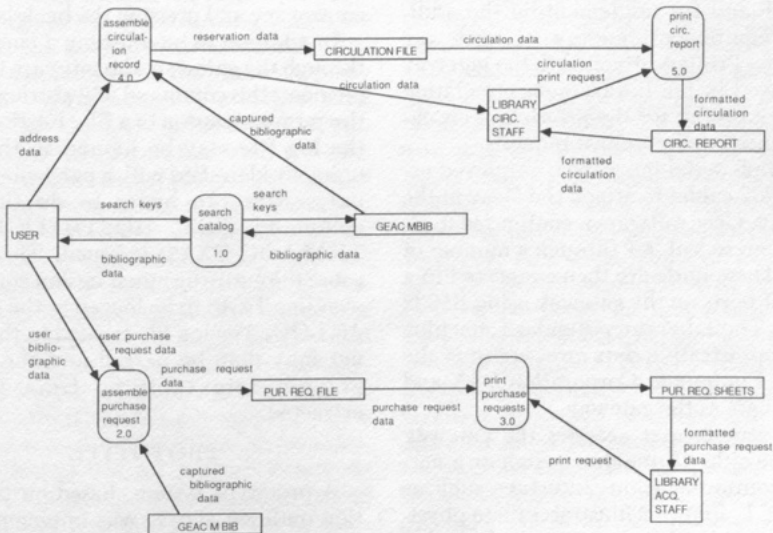 assemble
circulat-
ion
record
4.0
reservation data
CIRCULATION FILE
circulation data
print
circ.
report
5.0
circulation
print request
circulation data
LIBRARY
CIRC.
STAFF
formatted
circulation
data
CIRC. REPORT
formatted
circulation
data
address
data
captured
bibliographic
data
USER
search keys
search
catalog
1.0
search
keys
GEAC MBIB
bibliographic
data
bibliographic data
user
biblio-
graphic
data
user purchase
request data
assemble
purchase
request
2.0
purchase request
data
PUR. REQ. FILE
purchase request
data
print
purchase
requests
3.0
PUR. REQ. SHEETS
formatted
purchase request
data
print request
LIBRARY
ACQ.
STAFF
captured
bibliographic
data
GEAC M BIB